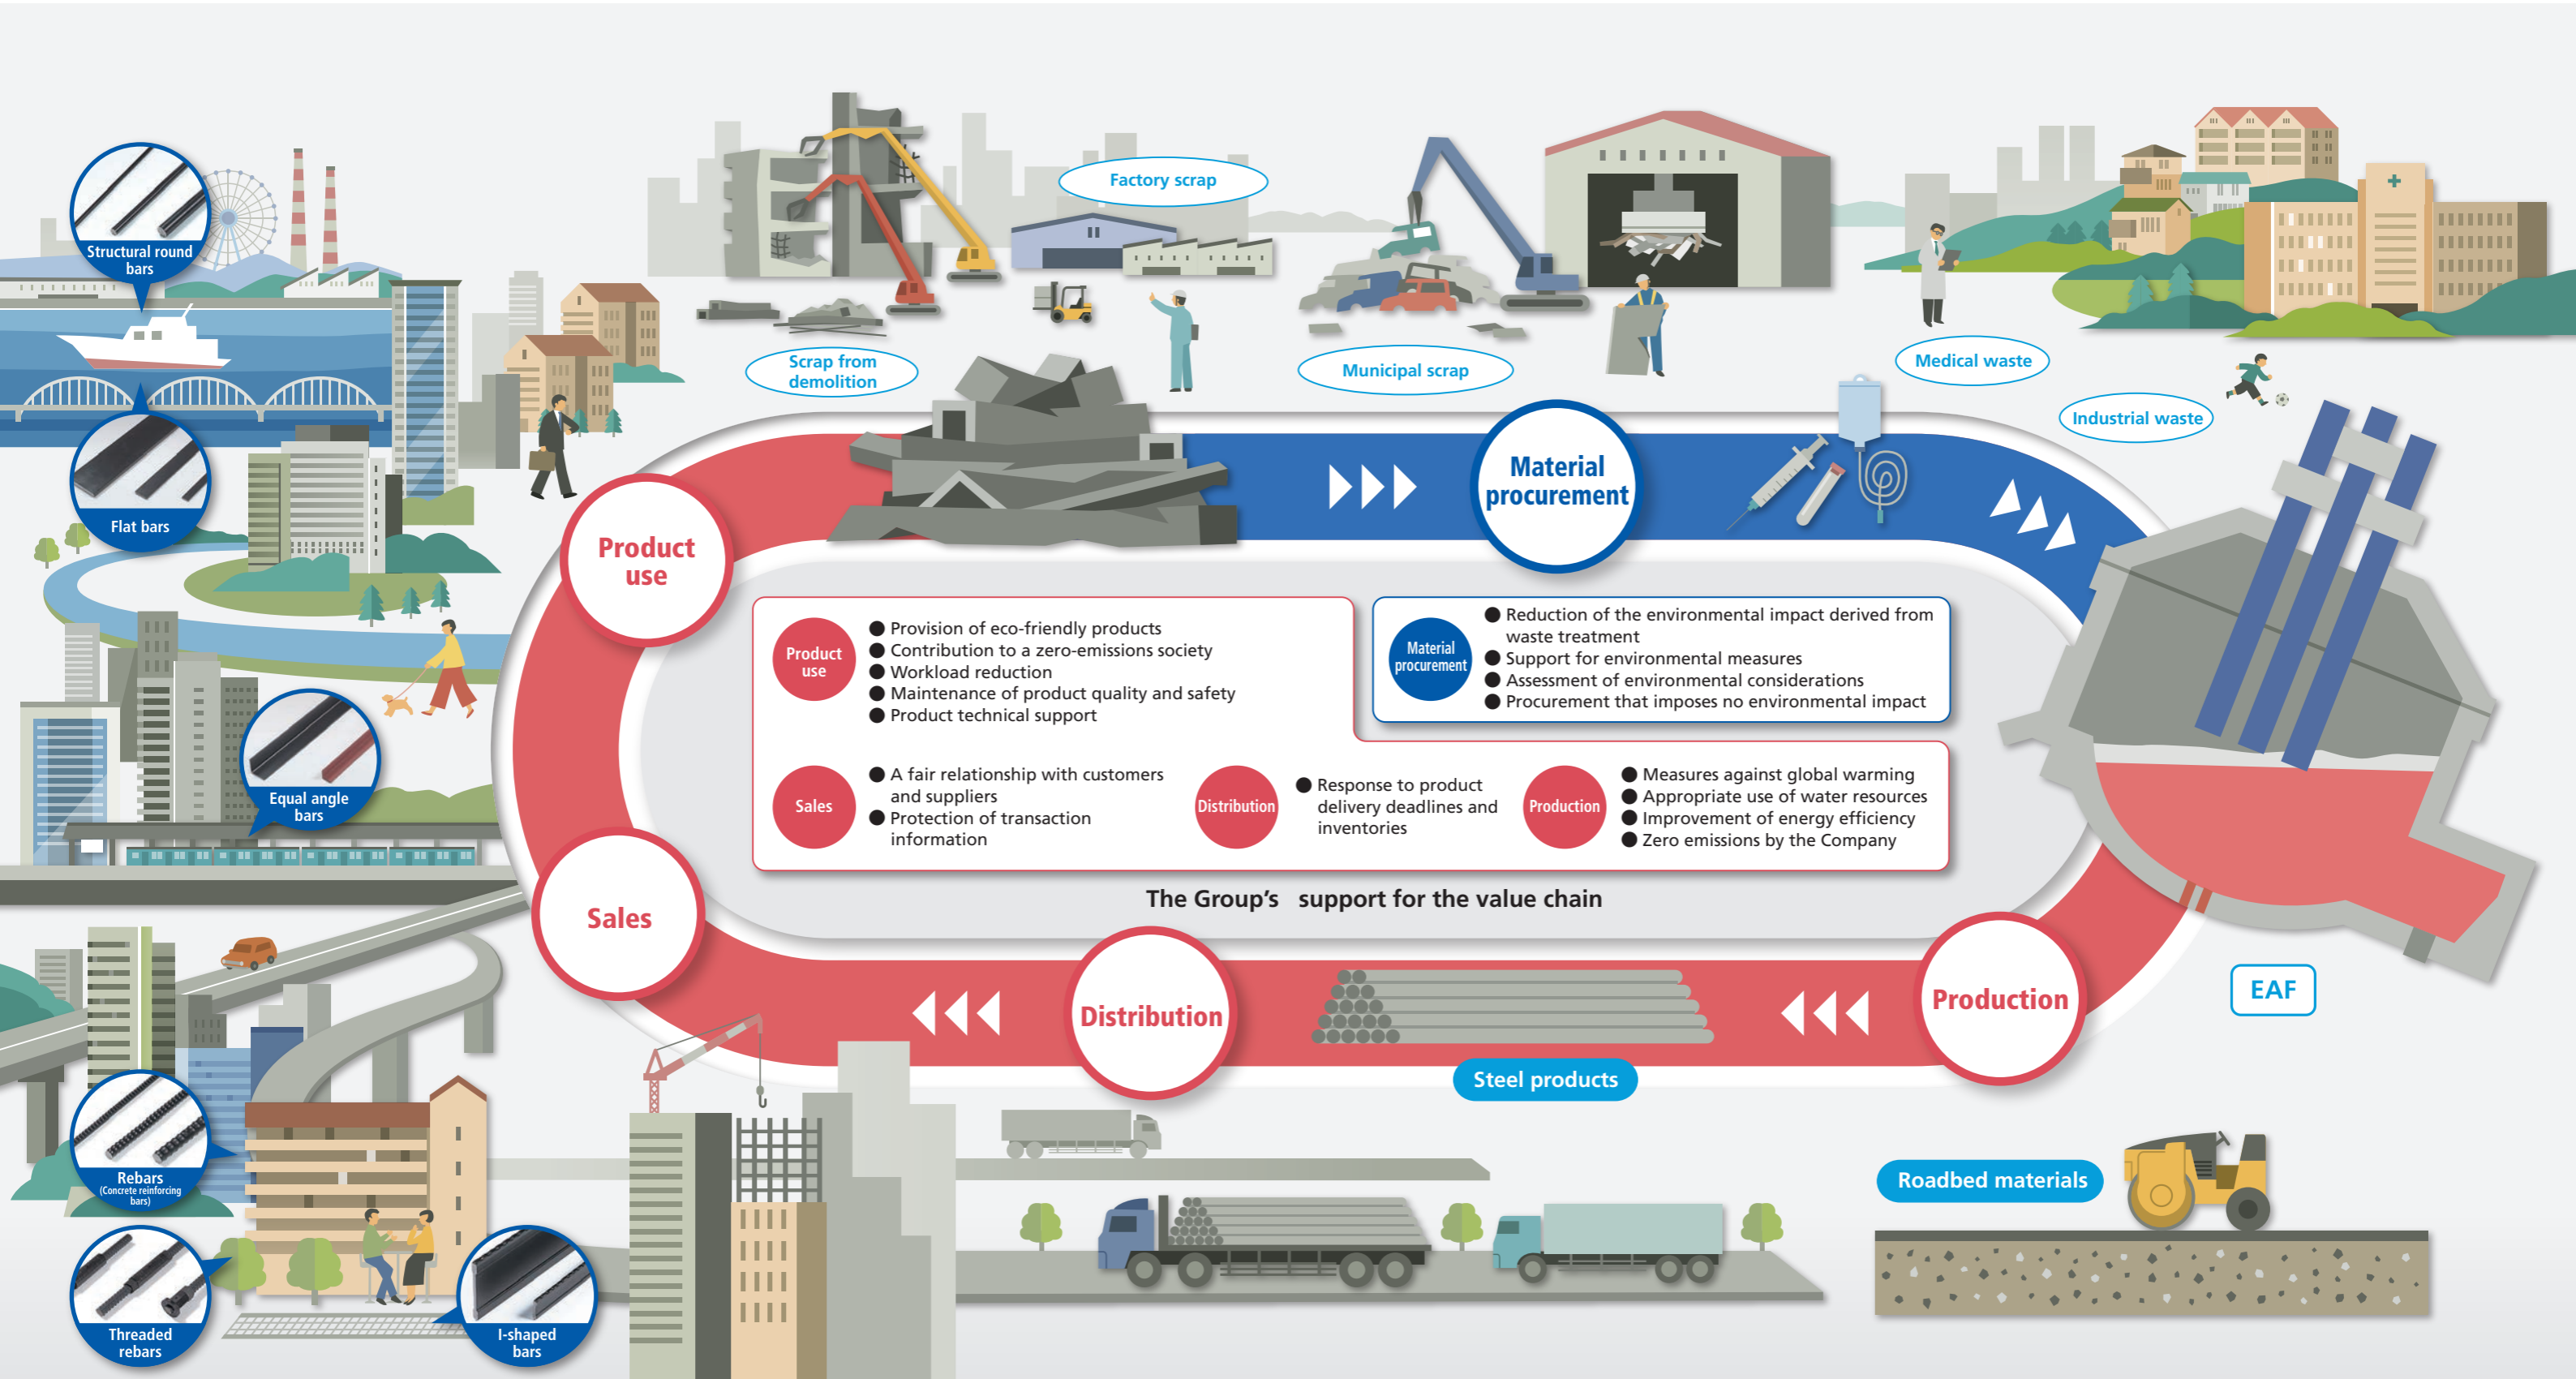 Structural round
bars
Flat bars
Equal angle
bars
Rebars
(Concrete reinforcing
bars)
Threaded
rebars
I-shaped
bars
Scrap from
demolition
Factory scrap
Municipal scrap
Medical waste
Industrial waste
Product
use
Material
procurement
Sales
Distribution
Production
EAF
Steel products
Roadbed materials
Product
use
● Provision of eco-friendly products
● Contribution to a zero-emissions society
● Workload reduction
● Maintenance of product quality and safety
● Product technical support
Material
procurement
● Reduction of the environmental impact derived from
waste treatment
● Support for environmental measures
● Assessment of environmental considerations
● Procurement that imposes no environmental impact
Sales
● A fair relationship with customers
and suppliers
● Protection of transaction
information
Distribution
● Response to product
delivery deadlines and
inventories
Production
● Measures against global warming
● Appropriate use of water resources
● Improvement of energy efficiency
● Zero emissions by the Company
The Group's support for the value chain